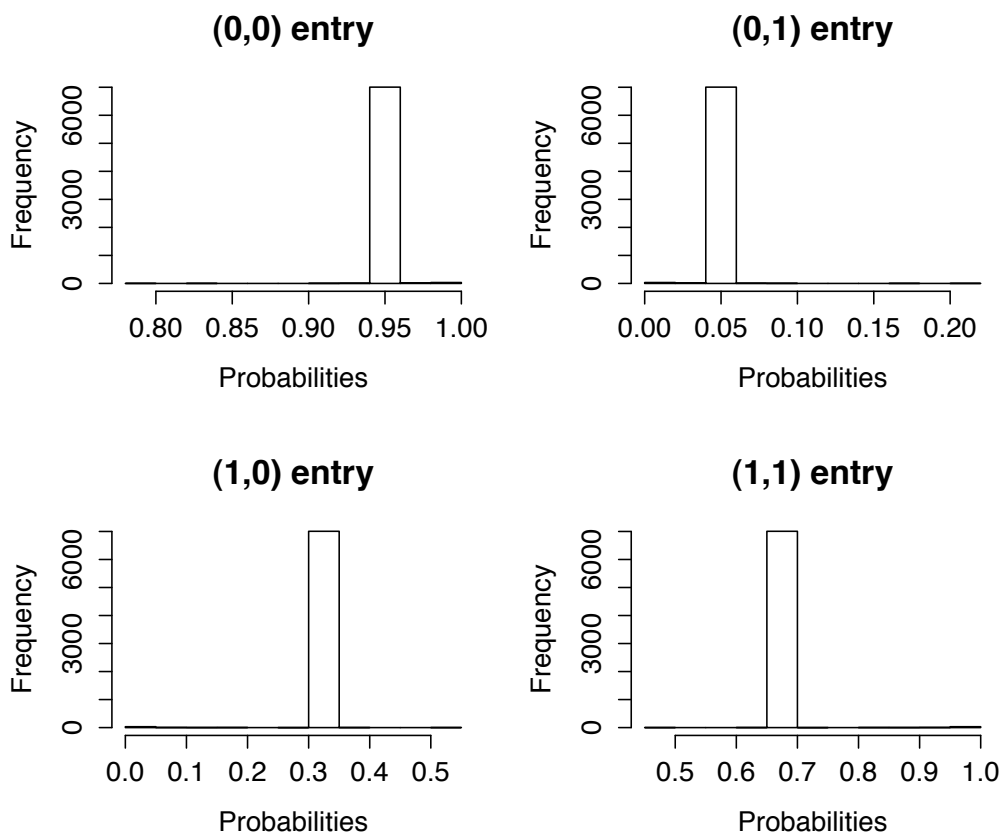 (0,0) entry
Frequency
0 3000 6000
0.80 0.85 0.90 0.95 1.00
Probabilities
(0,1) entry
Frequency
0 3000 6000
0.00 0.05 0.10 0.15 0.20
Probabilities
(1,0) entry
Frequency
0 3000 6000
0.0 0.1 0.2 0.3 0.4 0.5
Probabilities
(1,1) entry
Frequency
0 3000 6000
0.5 0.6 0.7 0.8 0.9 1.0
Probabilities